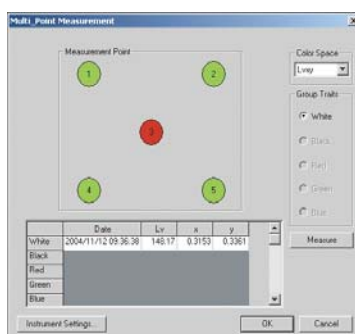 Multi_Point Measurement
Measurement Point
1
2
3
4
5
Color Space
Lvxy
Group Traits
White
Black
Red
Green
Blue
Date Lv x y
White 2004/11/12 09:36:38 148.17 0.3153 0.3361
Black
Red
Green
Blue
Measure
Instrument Settings...
OK
Cancel